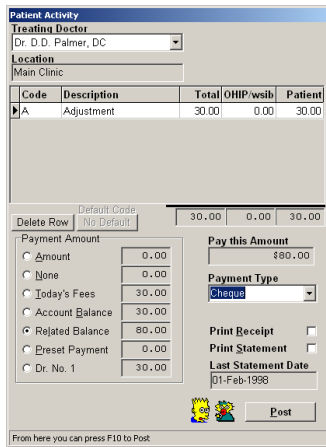 Patient Activity
Treating Doctor
Dr. D.D. Palmer, DC
Location
Main Clinic
Code Description Total OHIP/wsib Patient
A Adjustment 30.00 0.00 30.00
Default Code
Delete Row No Default 30.00 0.00 30.00
Payment Amount
Amount 0.00
None 0.00
Today's Fees 30.00
Account Balance 30.00
Related Balance 80.00
Preset Payment 0.00
Dr. No. 1 30.00
Pay this Amount
$80.00
Payment Type
Cheque
Print Receipt
Print Statement
Last Statement Date
01-Feb-1998
Post
From here you can press F10 to Post